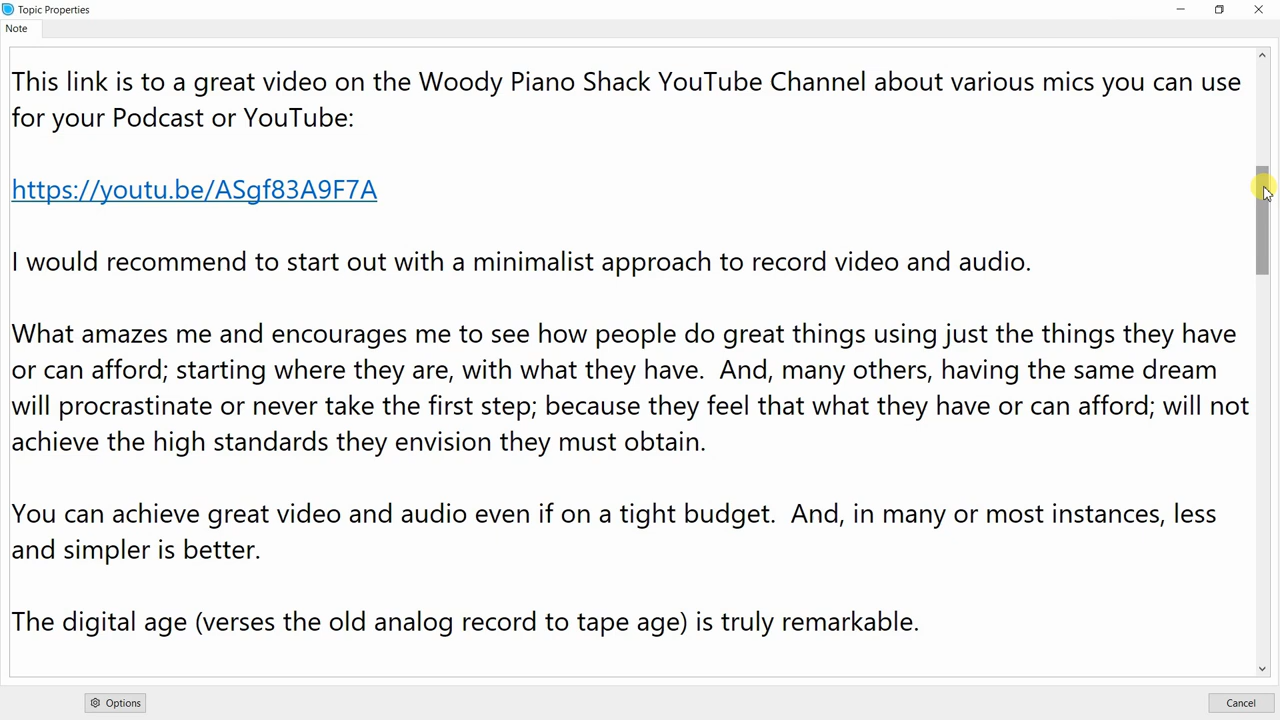 Topic Properties
Note
This link is to a great video on the Woody Piano Shack YouTube Channel about various mics you can use
for your Podcast or YouTube:
https://youtu.be/ASgf83A9F7A
I would recommend to start out with a minimalist approach to record video and audio.
What amazes me and encourages me to see how people do great things using just the things they have
or can afford; starting where they are, with what they have.  And, many others, having the same dream
will procrastinate or never take the first step; because they feel that what they have or can afford; will not
achieve the high standards they envision they must obtain.
You can achieve great video and audio even if on a tight budget.  And, in many or most instances, less
and simpler is better.
The digital age (verses the old analog record to tape age) is truly remarkable.
Options
Cancel